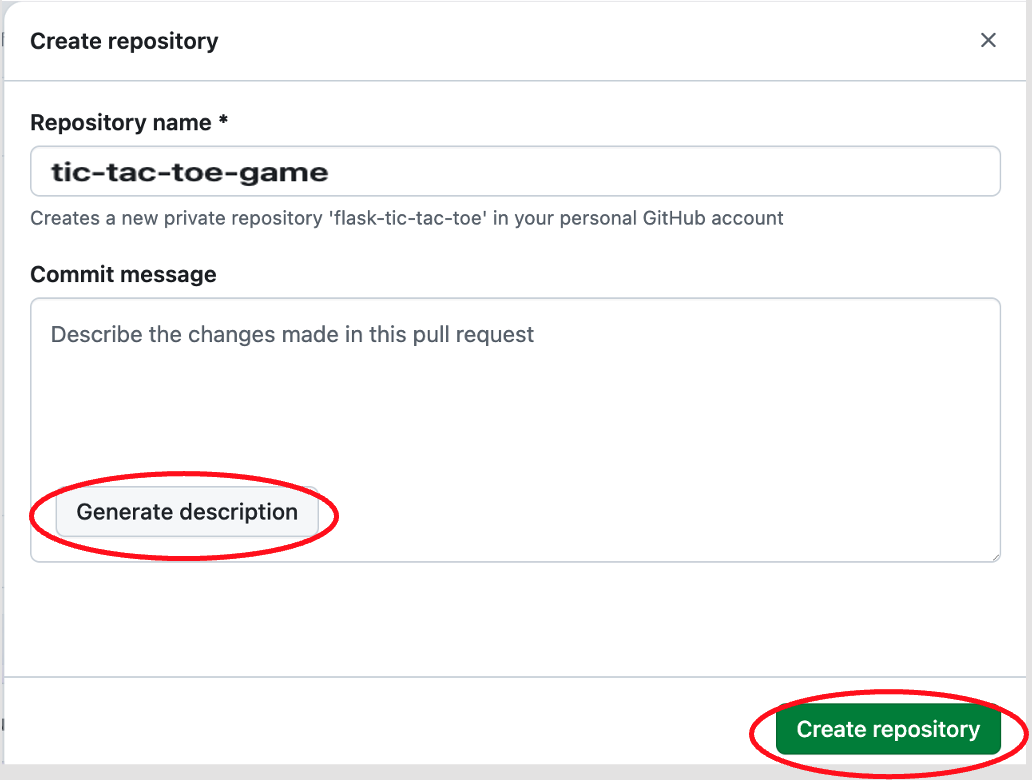 Create repository
Repository name *
tic-tac-toe-game
Creates a new private repository 'flask-tic-tac-toe' in your personal GitHub account
Commit message
Describe the changes made in this pull request
Generate description
Create repository